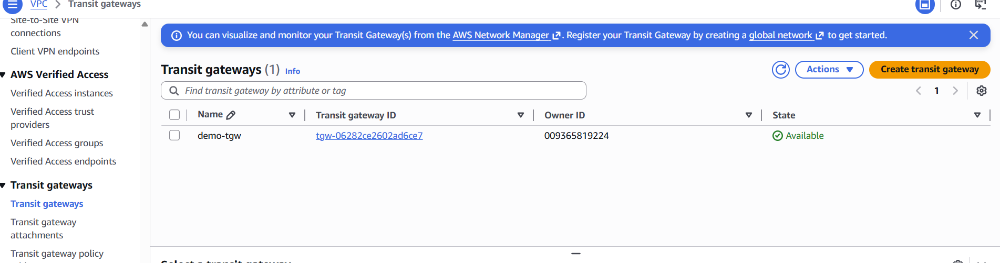 VPC > Transit gateways
Site-to-Site VPN
connections
Client VPN endpoints
AWS Verified Access
Verified Access instances
Verified Access trust
providers
Verified Access groups
Verified Access endpoints
Transit gateways
Transit gateways
Transit gateway
attachments
Transit gateway policy
You can visualize and monitor your Transit Gateway(s) from the AWS Network Manager. Register your Transit Gateway by creating a global network to get started.
Transit gateways (1) Info
Actions
Create transit gateway
Find transit gateway by attribute or tag
1
Name Transit gateway ID Owner ID State
demo-tgw tgw-06282ce2602ad6ce7 009365819224 Available
Select a transit gateway